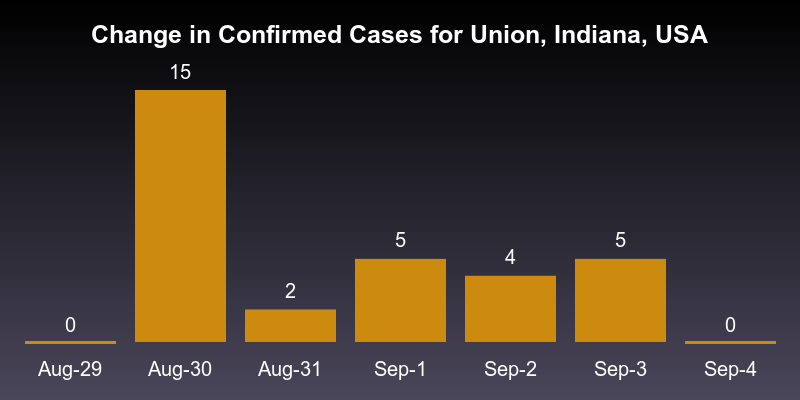 Change in Confirmed Cases for Union, Indiana, USA
0 15 2 5 4 5 0
Aug-29 Aug-30 Aug-31 Sep-1 Sep-2 Sep-3 Sep-4